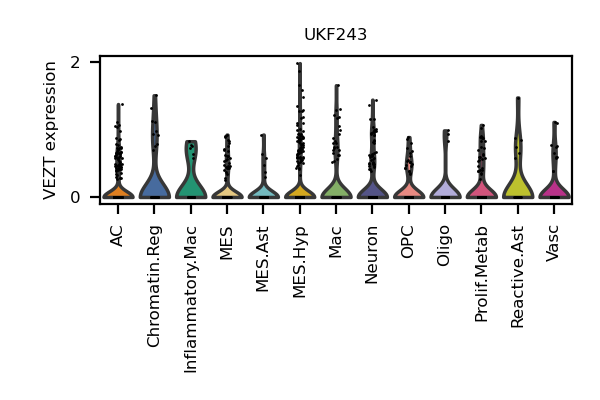 UKF243
VEZT expression
2
0
AC
Chromatin.Reg
Inflammatory.Mac
MES
MES.Ast
MES.Hyp
Mac
Neuron
OPC
Oligo
Prolif.Metab
Reactive.Ast
Vasc